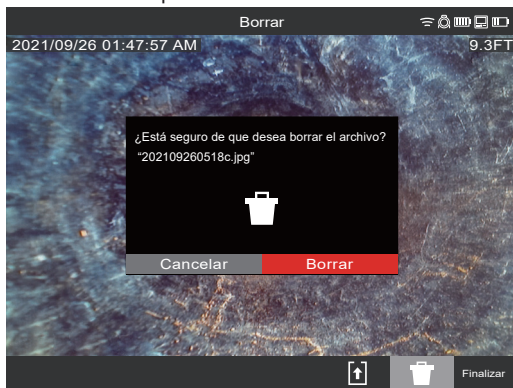 Borrar
2021/09/26 01:47:57 AM
9.3FT
¿Está seguro de que desea borrar el archivo?
“202109260518c.jpg”
Cancelar
Borrar
Finalizar